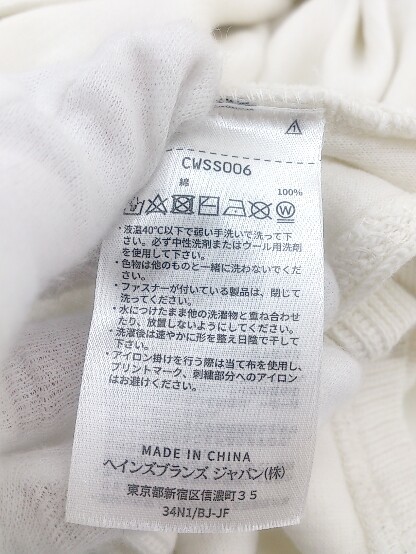 CWSS006
綿
100%
・液温40℃以下で弱い手洗いで洗って下
さい。必ず中性洗剤またはウール用洗剤
を使用して下さい。
・色物は他のものと一緒に洗わないでくだ
さい。
・ファスナーが付いている製品は、閉じて
洗ってください。
・水につけたまま他の洗濯物と重ね合わせ
たり、放置しないようにしてください。
・洗濯後は速やかに形を整え日陰で干して
下さい。
・アイロン掛けを行う際は当て布を使用し、
プリントマーク、刺繍部分へのアイロン
はお避けください。
MADE IN CHINA
ヘインズブランズ ジャパン(株)
東京都新宿区信濃町35
34N1/BJ-JF